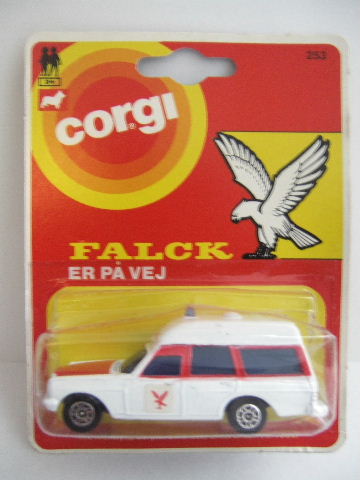 corgi
253
FALCK
ER PÅ VEJ